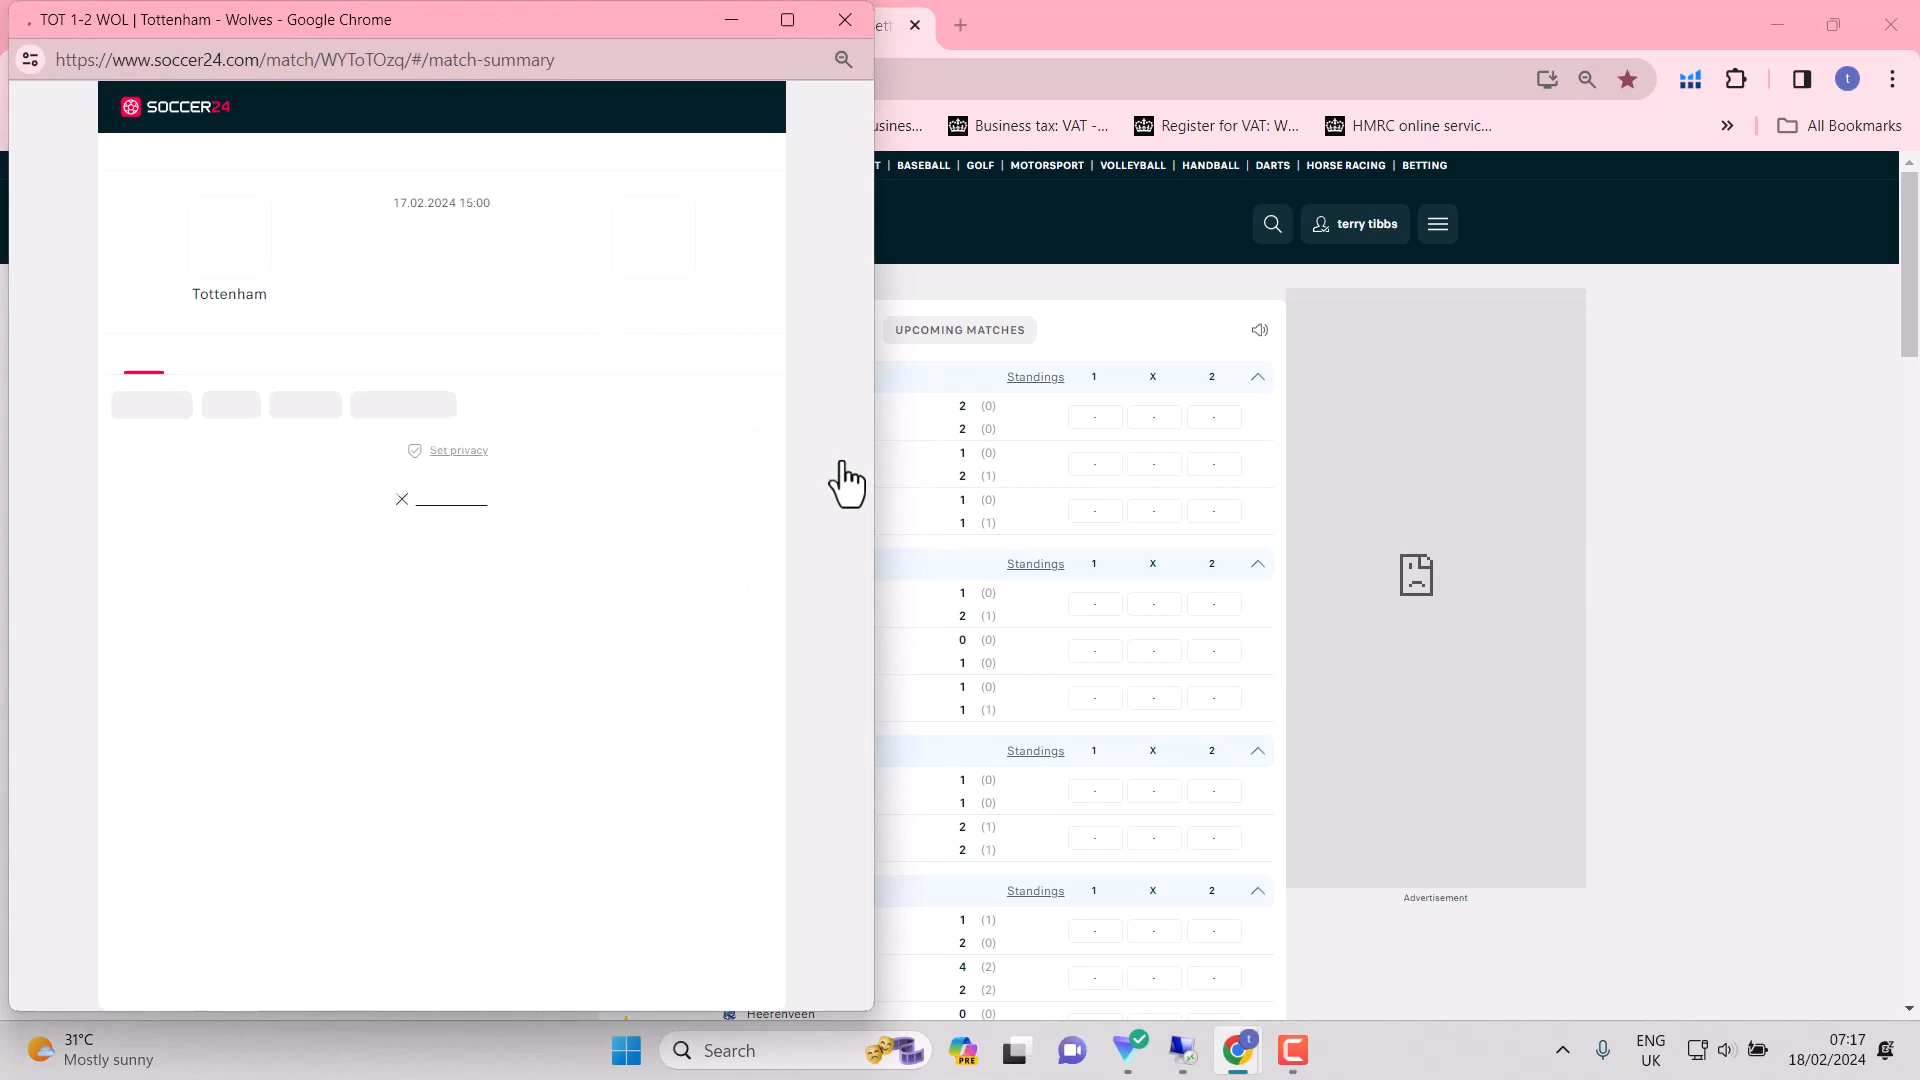 TOT 1-2 WOL | Tottenham - Wolves - Google Chrome
https://www.soccer24.com/match/WYToTOzq/#/match-summary
t
usines...
Business tax: VAT -...
Register for VAT: W...
HMRC online servic...
All Bookmarks
SOCCER24
T | BASEBALL | GOLF | MOTORSPORT | VOLLEYBALL | HANDBALL | DARTS | HORSE RACING | BETTING
terry tibbs
17.02.2024 15:00
Tottenham
Set privacy
UPCOMING MATCHES
Standings 1 X 2
2 (0) - - -
2 (0)
1 (0) - - -
2 (1)
1 (0) - - -
1 (1)
Standings 1 X 2
1 (0) - - -
2 (1)
0 (0) - - -
1 (0)
1 (0) - - -
1 (1)
Standings 1 X 2
1 (0) - - -
1 (0)
2 (1) - - -
2 (1)
Standings 1 X 2
1 (1) - - -
2 (0)
4 (2) - - -
2 (2)
0 (0)
Heerenveen
Advertisement
31°C
Mostly sunny
Search
PRE
t
ENG
UK
07:17
18/02/2024